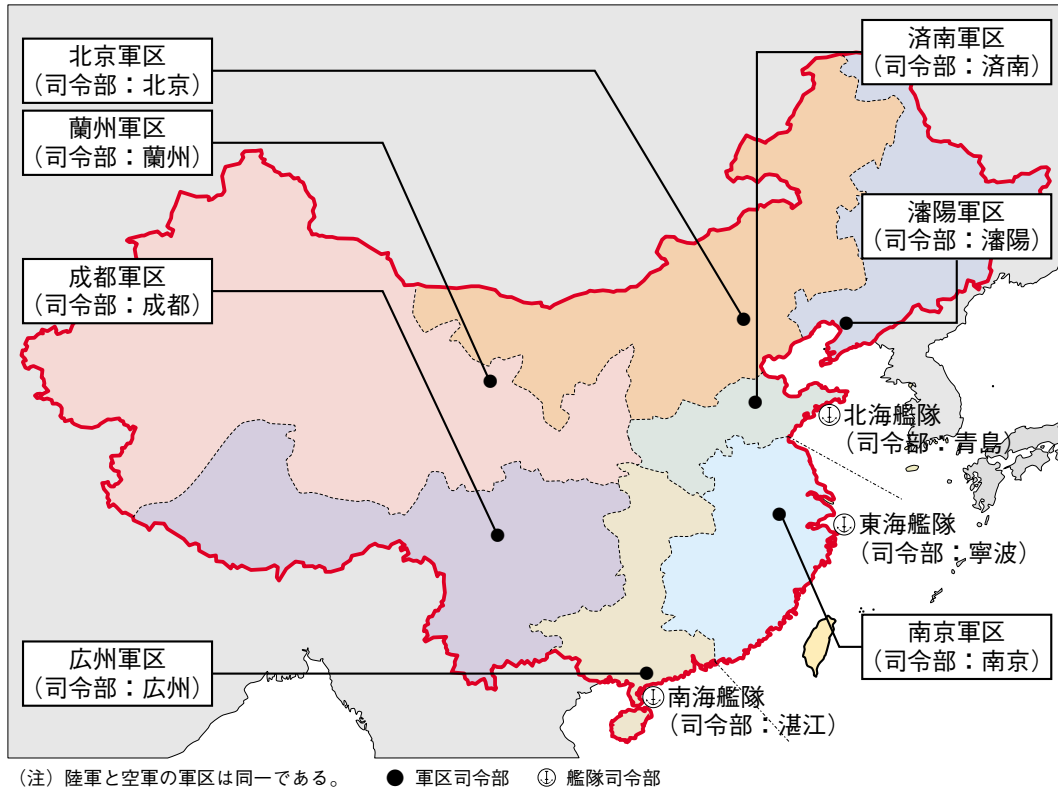 北京軍区
（司令部：北京）
済南軍区
（司令部：済南）
蘭州軍区
（司令部：蘭州）
瀋陽軍区
（司令部：瀋陽）
成都軍区
（司令部：成都）
北海艦隊
（司令部：青島）
東海艦隊
（司令部：寧波）
南京軍区
（司令部：南京）
広州軍区
（司令部：広州）
南海艦隊
（司令部：湛江）
（注）陸軍と空軍の軍区は同一である。 軍区司令部 艦隊司令部